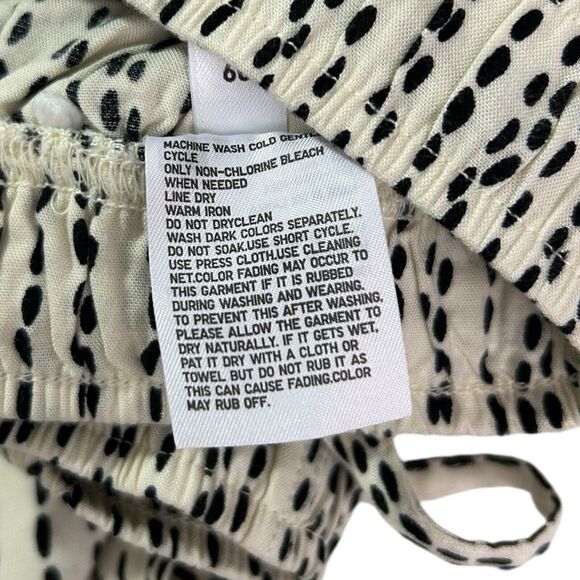 MACHINE WASH COLD GENTLE
CYCLE
ONLY NON-CHLORINE BLEACH
WHEN NEEDED
LINE DRY
WARM IRON
DO NOT DRYCLEAN
WASH DARK COLORS SEPARATELY.
DO NOT SOAK.USE SHORT CYCLE.
USE PRESS CLOTH.USE CLEANING
NET.COLOR FADING MAY OCCUR TO
THIS GARMENT IF IT IS RUBBED
DURING WASHING AND WEARING.
TO PREVENT THIS AFTER WASHING,
PLEASE ALLOW THE GARMENT TO
DRY NATURALLY. IF IT GETS WET,
PAT IT DRY WITH A CLOTH OR
TOWEL BUT DO NOT RUB IT AS
THIS CAN CAUSE FADING.COLOR
MAY RUB OFF.